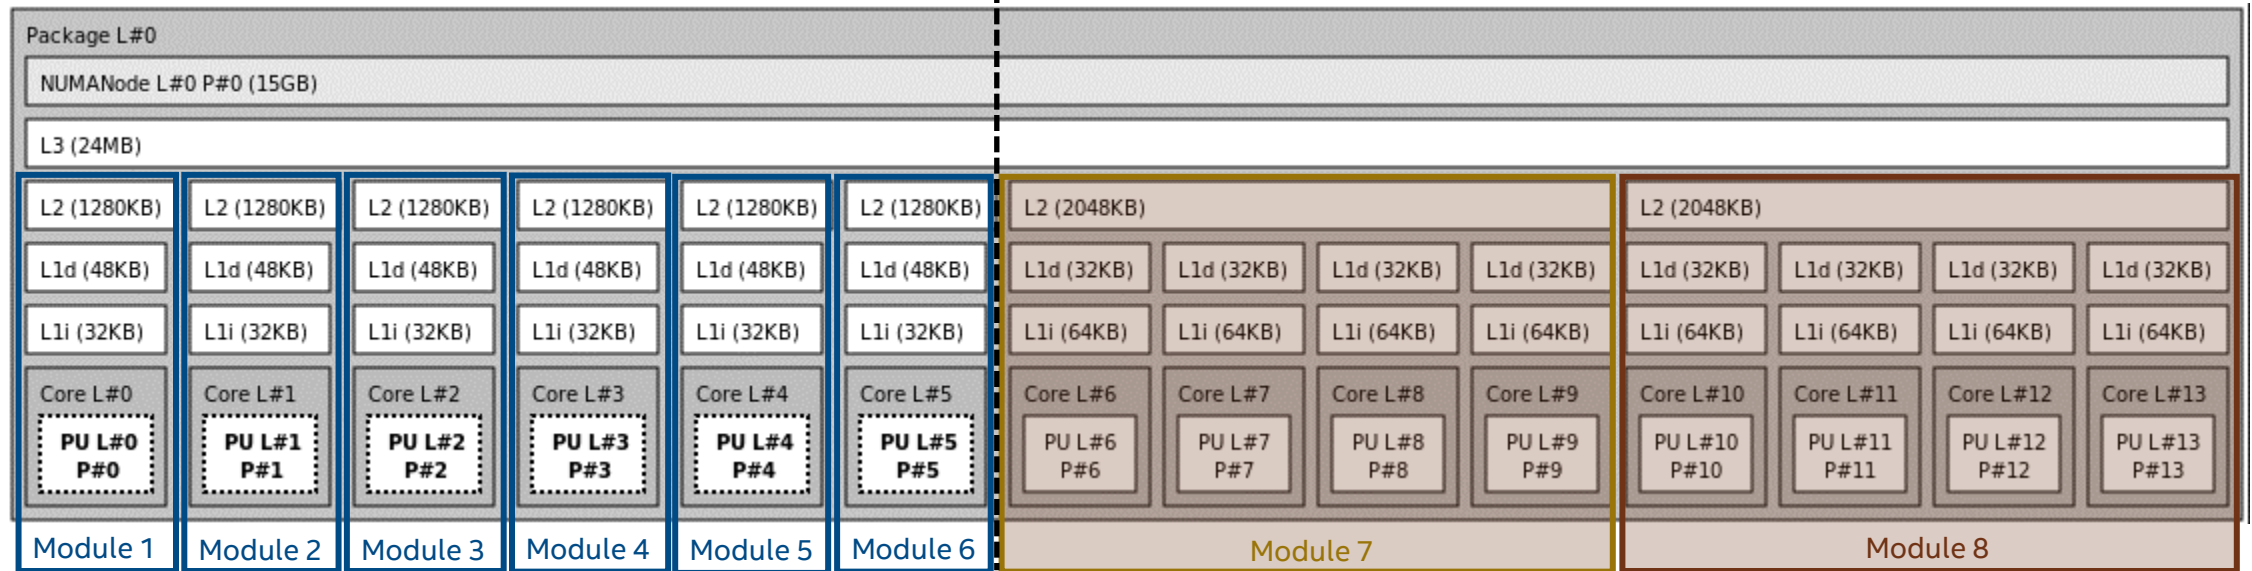 Package L#0
NUMANode L#0 P#0 (15GB)
L3 (24MB)
L2 (1280KB) L2 (1280KB) L2 (1280KB) L2 (1280KB) L2 (1280KB) L2 (1280KB) L2 (2048KB) L2 (2048KB)
L1d (48KB) L1d (48KB) L1d (48KB) L1d (48KB) L1d (48KB) L1d (48KB) L1d (32KB) L1d (32KB) L1d (32KB) L1d (32KB) L1d (32KB) L1d (32KB) L1d (32KB) L1d (32KB)
L1i (32KB) L1i (32KB) L1i (32KB) L1i (32KB) L1i (32KB) L1i (32KB) L1i (64KB) L1i (64KB) L1i (64KB) L1i (64KB) L1i (64KB) L1i (64KB) L1i (64KB) L1i (64KB)
Core L#0 Core L#1 Core L#2 Core L#3 Core L#4 Core L#5 Core L#6 Core L#7 Core L#8 Core L#9 Core L#10 Core L#11 Core L#12 Core L#13
PU L#0 PU L#1 PU L#2 PU L#3 PU L#4 PU L#5 PU L#6 PU L#7 PU L#8 PU L#9 PU L#10 PU L#11 PU L#12 PU L#13
P#0 P#1 P#2 P#3 P#4 P#5 P#6 P#7 P#8 P#9 P#10 P#11 P#12 P#13
Module 1 Module 2 Module 3 Module 4 Module 5 Module 6 Module 7 Module 8